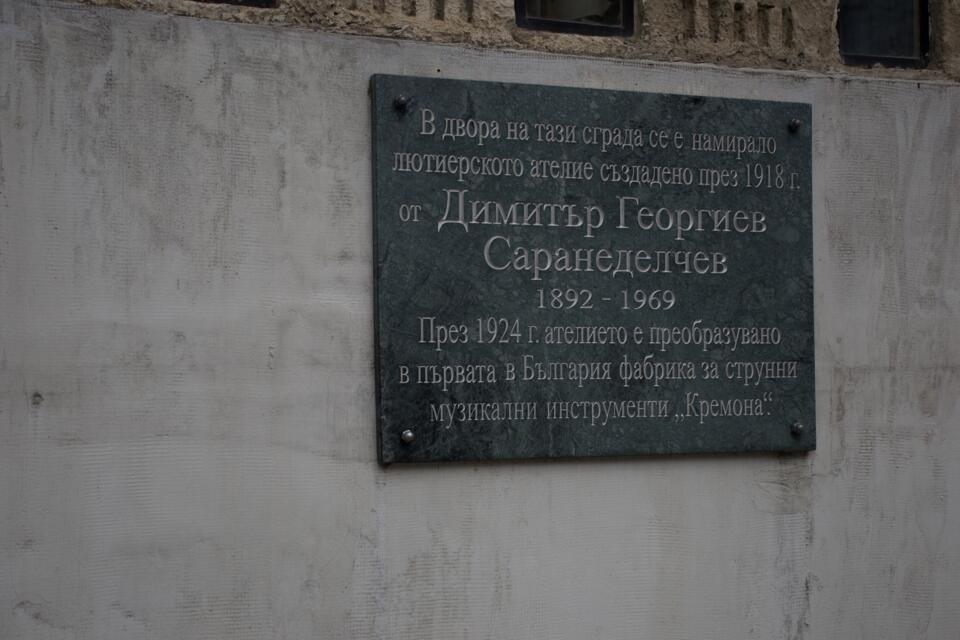 В двора на тази сграда се е намирало
лютиерското ателие създадено през 1918 г.
от Димитър Георгиев
Саранеделчев
1892 - 1969
През 1924 г. ателието е преобразувано
в първата в България фабрика за струнни
музикални инструменти „Кремона“.